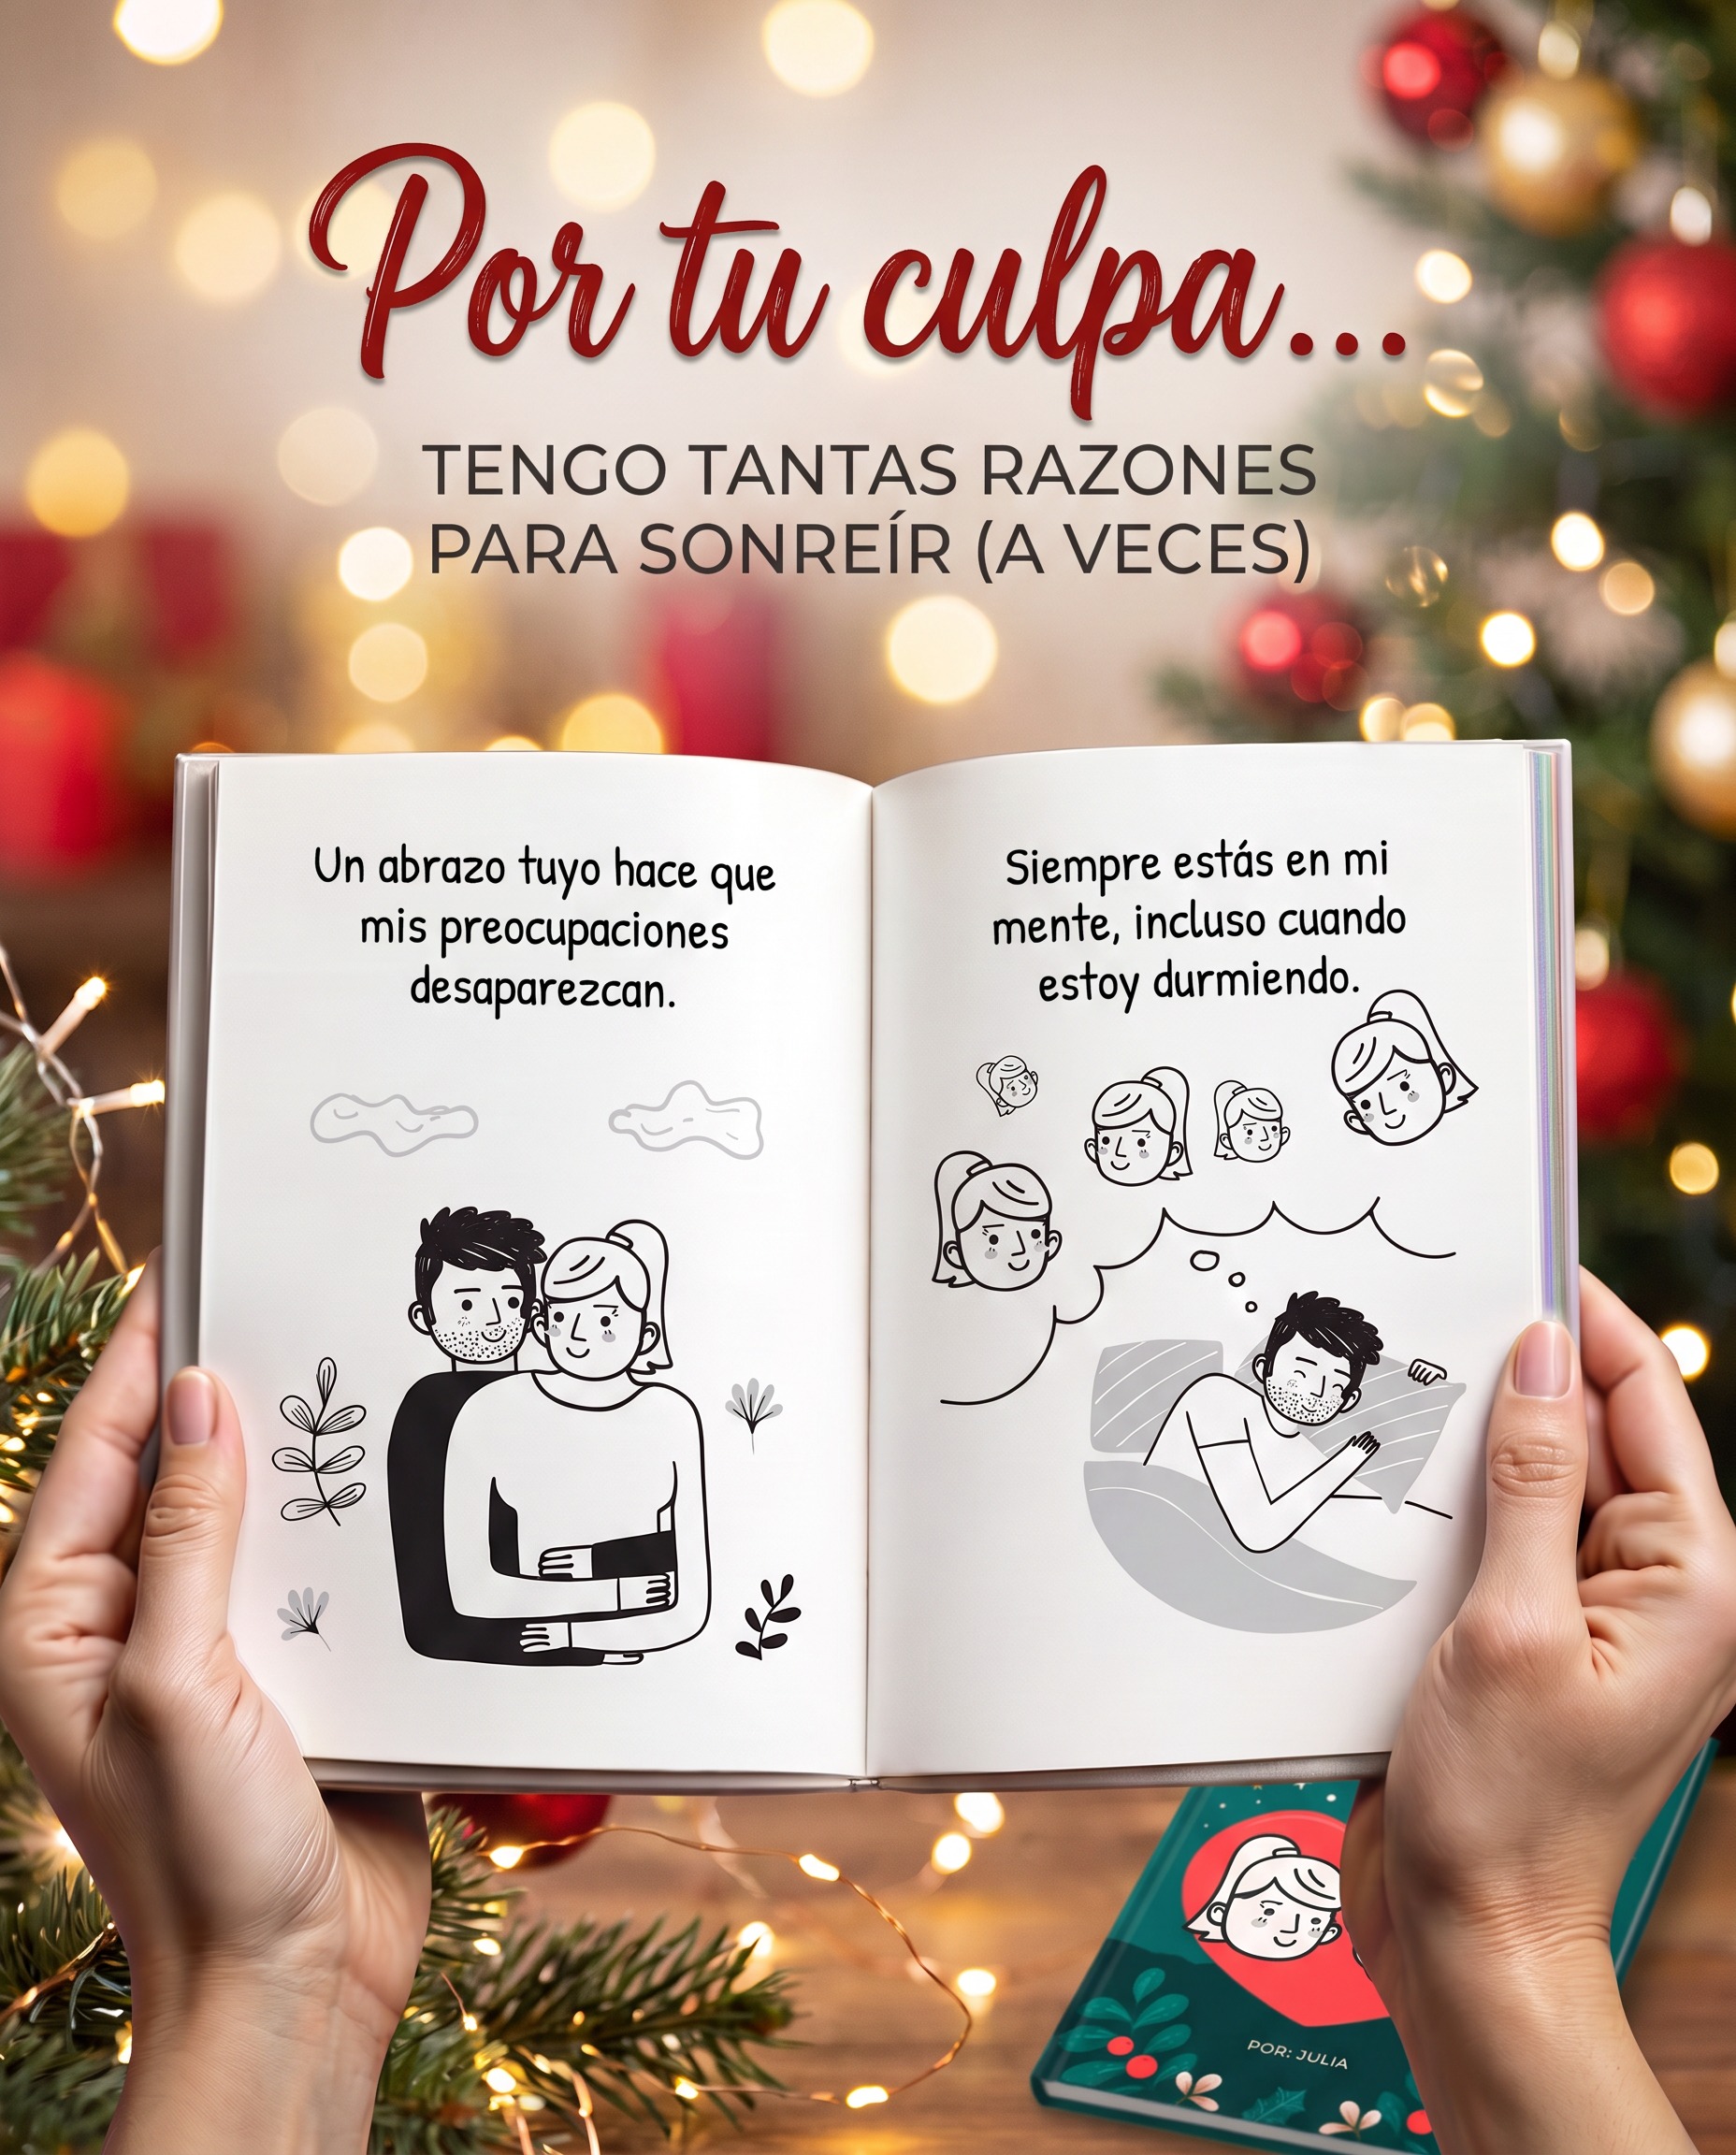 Por tu culpa...
TENGO TANTAS RAZONES
PARA SONREÍR (A VECES)
Un abrazo tuyo hace que
mis preocupaciones
desaparezcan.
Siempre estás en mi
mente, incluso cuando
estoy durmiendo.
POR: JULIA